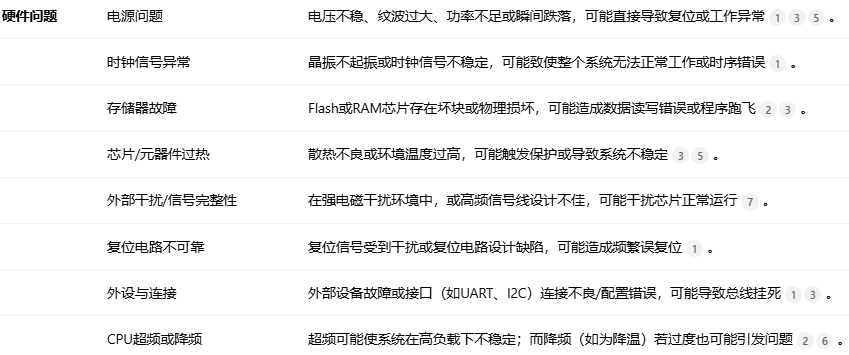 硬件问题 电源问题 电压不稳、纹波过大、功率不足或瞬间跌落，可能直接导致复位或工作异常 1 3 5 。
时钟信号异常 晶振不起振或时钟信号不稳定，可能致使整个系统无法正常工作或时序错误 1 。
存储器故障 Flash或RAM芯片存在坏块或物理损坏，可能造成数据读写错误或程序跑飞 2 3 。
芯片/元器件过热 散热不良或环境温度过高，可能触发保护或导致系统不稳定 3 5 。
外部干扰/信号完整性 在强电磁干扰环境中，或高频信号线设计不佳，可能干扰芯片正常运行 7 。
复位电路不可靠 复位信号受到干扰或复位电路设计缺陷，可能造成频繁误复位 1 。
外设与连接 外部设备故障或接口（如UART、I2C）连接不良/配置错误，可能导致总线挂死 1 3 。
CPU超频或降频 超频可能使系统在高负载下不稳定；而降频（如为降温）若过度也可能引发问题 2 6 。